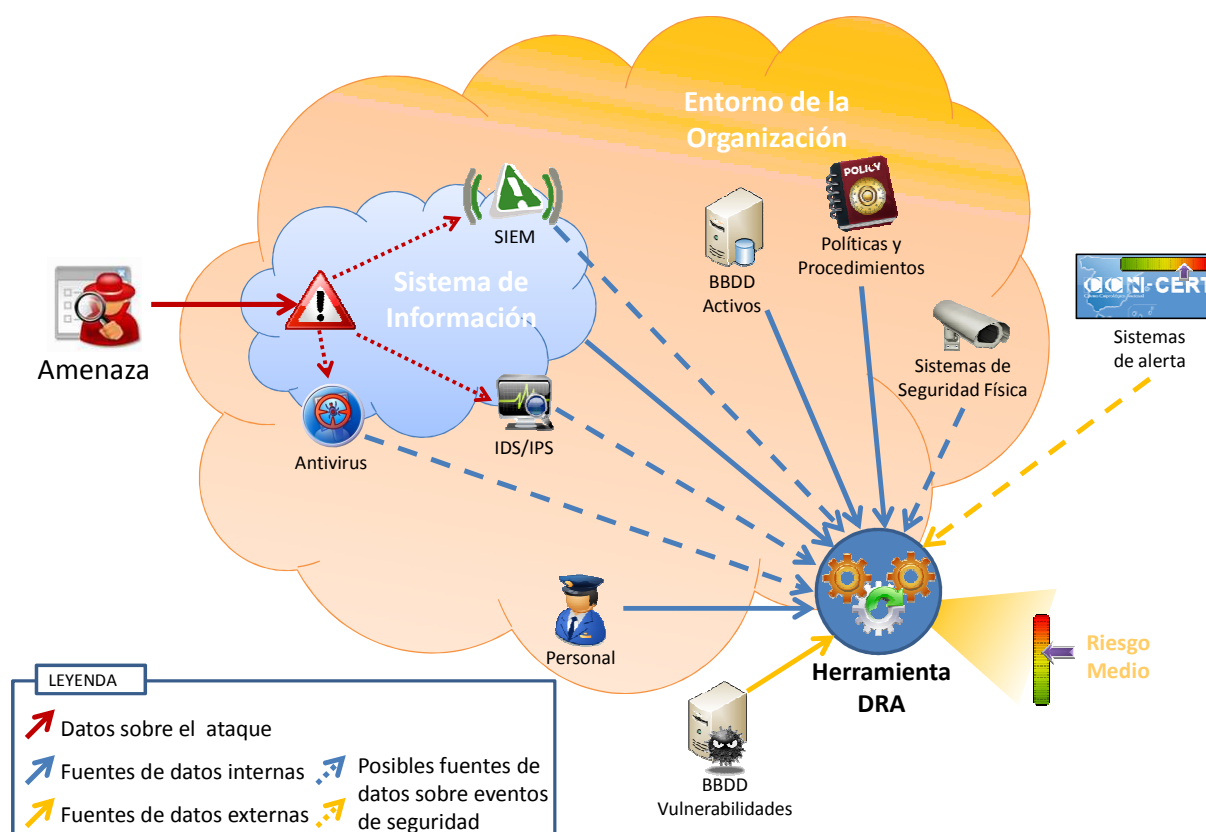 Entorno de la
Organización
POLICY
SIEM
Políticas y
Procedimientos
BBDD
Activos
Sistema de
Información
CCN-CERT
Sistemas
de alerta
Amenaza
Sistemas de
Seguridad Física
Antivirus
IDS/IPS
Personal
Herramienta
DRA
Riesgo
Medio
BBDD
Vulnerabilidades
LEYENDA
Datos sobre el ataque
Fuentes de datos internas
Fuentes de datos externas
Posibles fuentes de
datos sobre eventos
de seguridad